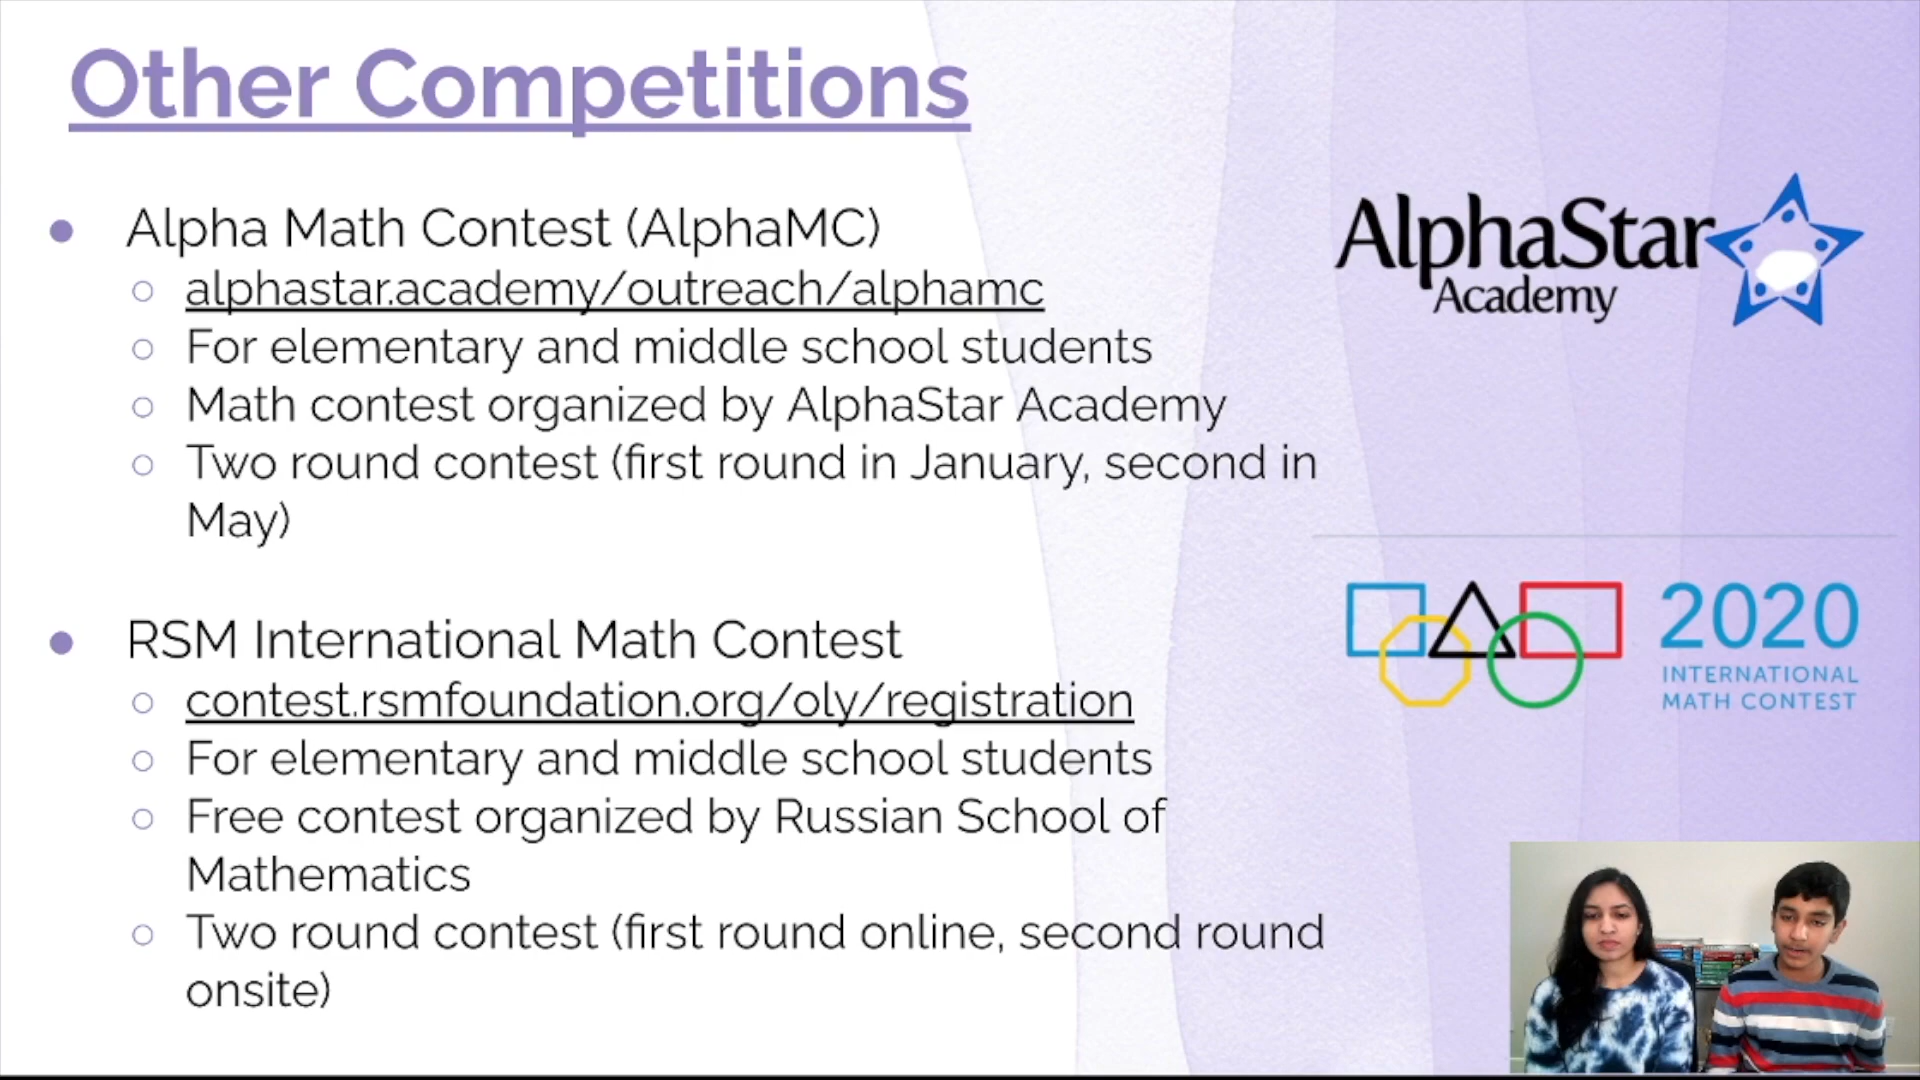 Other Competitions
Alpha Math Contest (AlphaMC)
alphastar.academy/outreach/alphamc
For elementary and middle school students
Math contest organized by AlphaStar Academy
Two round contest (first round in January, second in
May)
RSM International Math Contest
contest.rsmfoundation.org/oly/registration
For elementary and middle school students
Free contest organized by Russian School of
Mathematics
Two round contest (first round online, second round
onsite)
AlphaStar
Academy
2020
INTERNATIONAL
MATH CONTEST